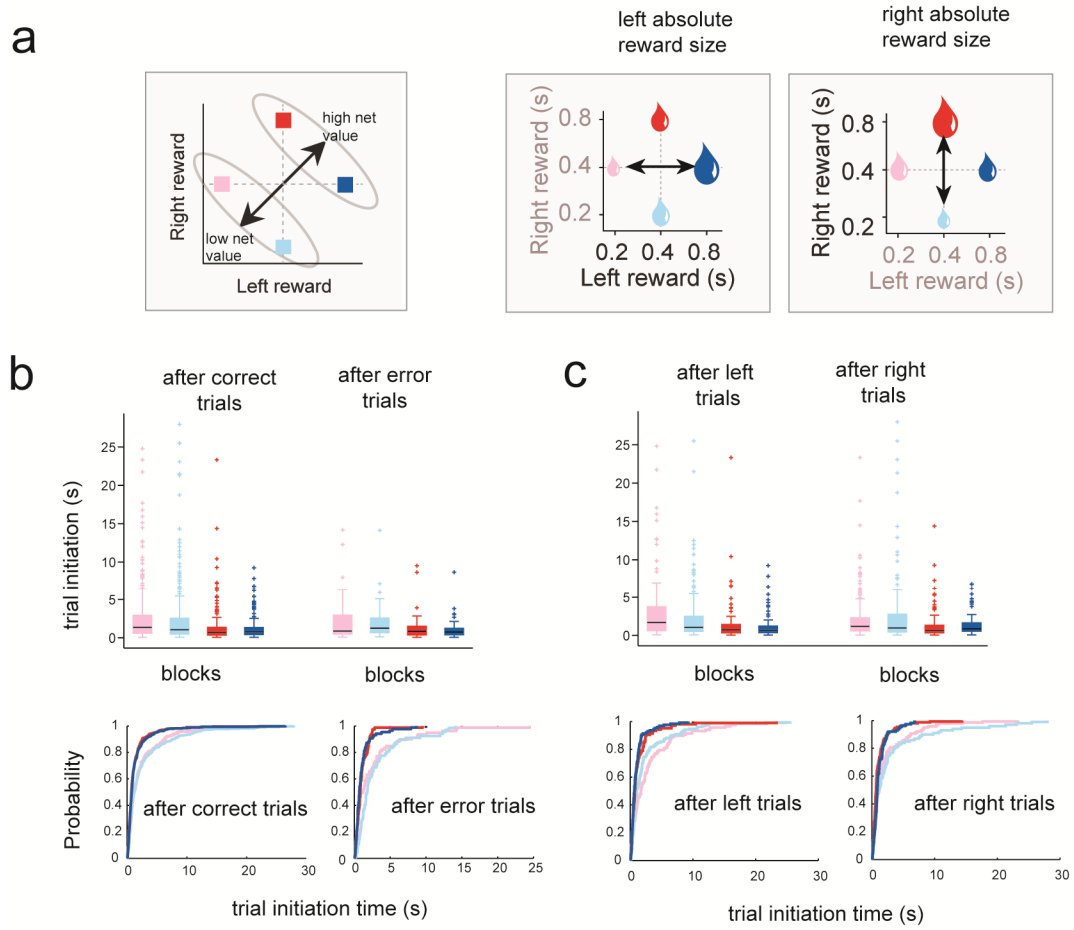 a
left absolute
reward size
right absolute
reward size
Right reward
high net
value
low net
value
Left reward
Right reward (s)
0.8
0.4
0.2
0.2 0.4 0.8
Left reward (s)
Right reward (s)
0.8
0.4
0.2
0.2 0.4 0.8
Left reward (s)
b
after correct
trials
after error
trials
trial initiation (s)
25
20
15
10
5
0
blocks
blocks
c
after left
trials
after right
trials
25
20
15
10
5
0
blocks
blocks
Probability
1
0.8
0.6
0.4
0.2
0
after correct trials
0 10 20 30
1
0.8
0.6
0.4
0.2
0
after error trials
0 5 10 15 20 25
trial initiation time (s)
1
0.8
0.6
0.4
0.2
0
after left trials
0 10 20 30
1
0.8
0.6
0.4
0.2
0
after right trials
0 10 20 30
trial initiation time (s)